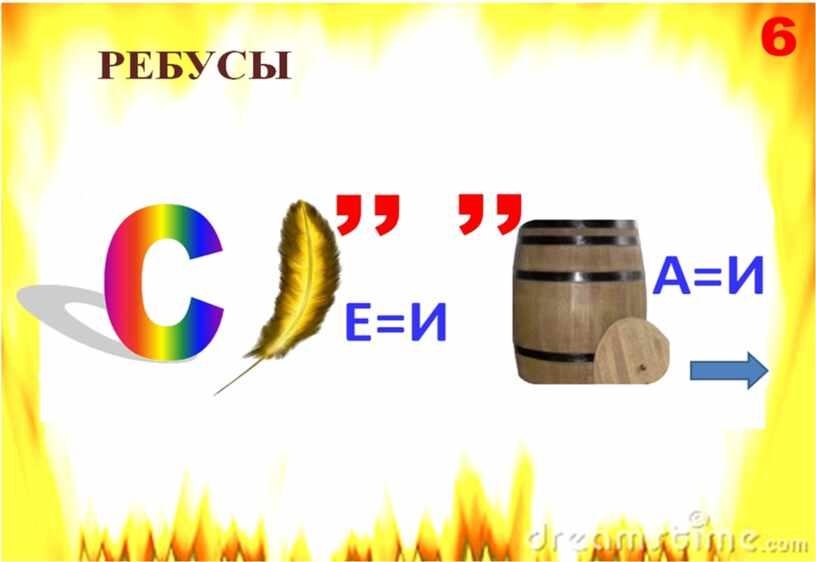 6
РЕБУСЫ
С ,, ,,
Е=И
А=И
dreamstime.com